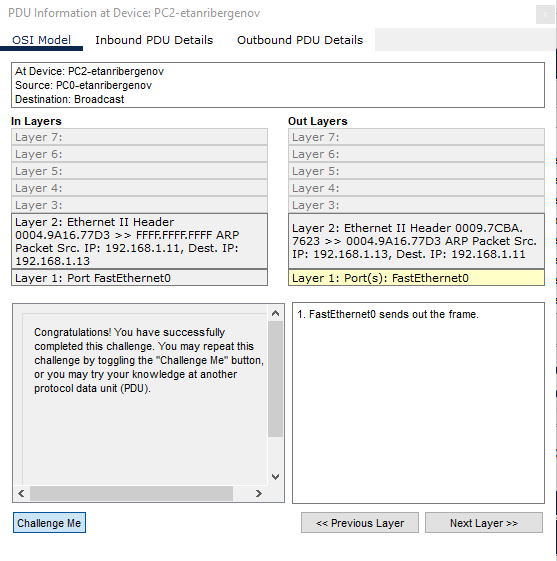 PDU Information at Device: PC2-etanribergenov
OSI Model Inbound PDU Details Outbound PDU Details
At Device: PC2-etanribergenov
Source: PC0-etanribergenov
Destination: Broadcast
In Layers
Layer 7:
Layer 6:
Layer 5:
Layer 4:
Layer 3:
Layer 2: Ethernet II Header
0004.9A16.77D3 >> FFFF.FFFF.FFFF ARP
Packet Src. IP: 192.168.1.11, Dest. IP:
192.168.1.13
Layer 1: Port FastEthernet0
Out Layers
Layer 7:
Layer 6:
Layer 5:
Layer 4:
Layer 3:
Layer 2: Ethernet II Header 0009.7CBA.
7623 >> 0004.9A16.77D3 ARP Packet Src.
IP: 192.168.1.13, Dest. IP: 192.168.1.11
Layer 1: Port(s): FastEthernet0
Congratulations! You have successfully
completed this challenge. You may repeat this
challenge by toggling the "Challenge Me" button,
or you may try your knowledge at another
protocol data unit (PDU).
1. FastEthernet0 sends out the frame.
Challenge Me
<< Previous Layer
Next Layer >>